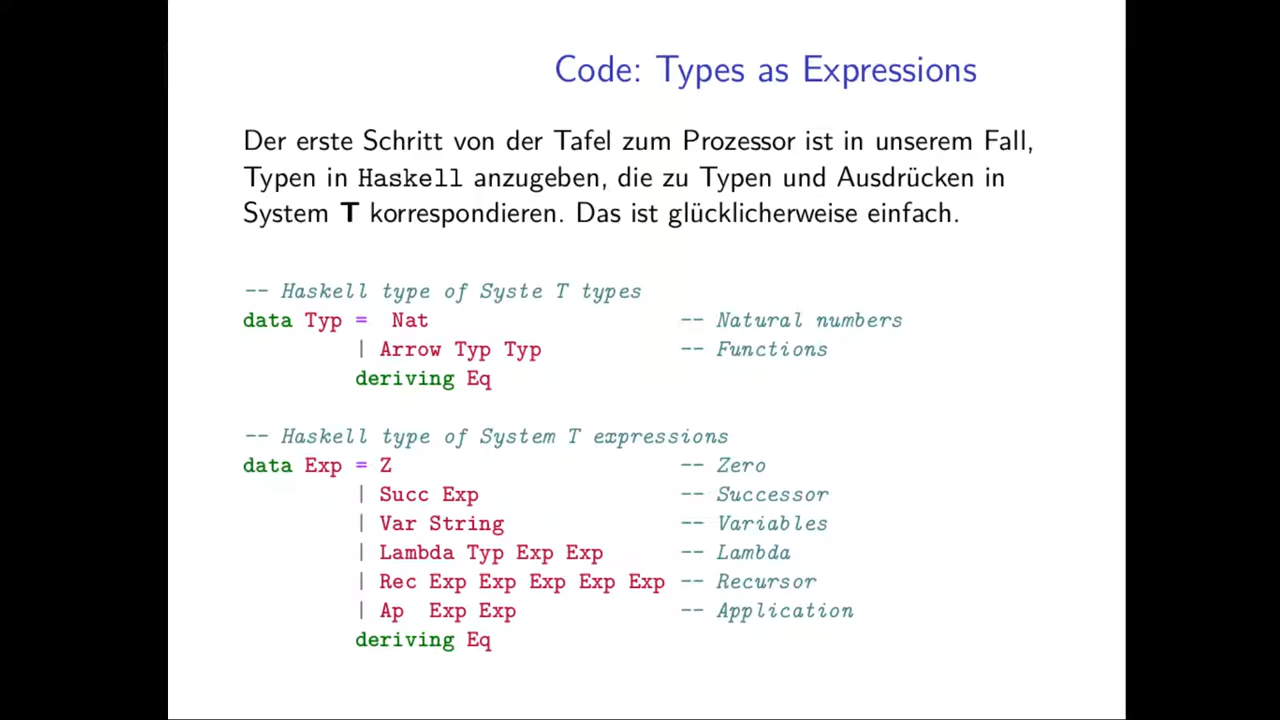 Code: Types as Expressions
Der erste Schritt von der Tafel zum Prozessor ist in unserem Fall,
Typen in Haskell anzugeben, die zu Typen und Ausdrücken in
System T korrespondieren. Das ist glücklicherweise einfach.
-- Haskell type of Syste T types
data Typ = Nat -- Natural numbers
| Arrow Typ Typ -- Functions
deriving Eq
-- Haskell type of System T expressions
data Exp = Z -- Zero
| Succ Exp -- Successor
| Var String -- Variables
| Lambda Typ Exp Exp -- Lambda
| Rec Exp Exp Exp Exp Exp -- Recursor
| Ap Exp Exp -- Application
deriving Eq